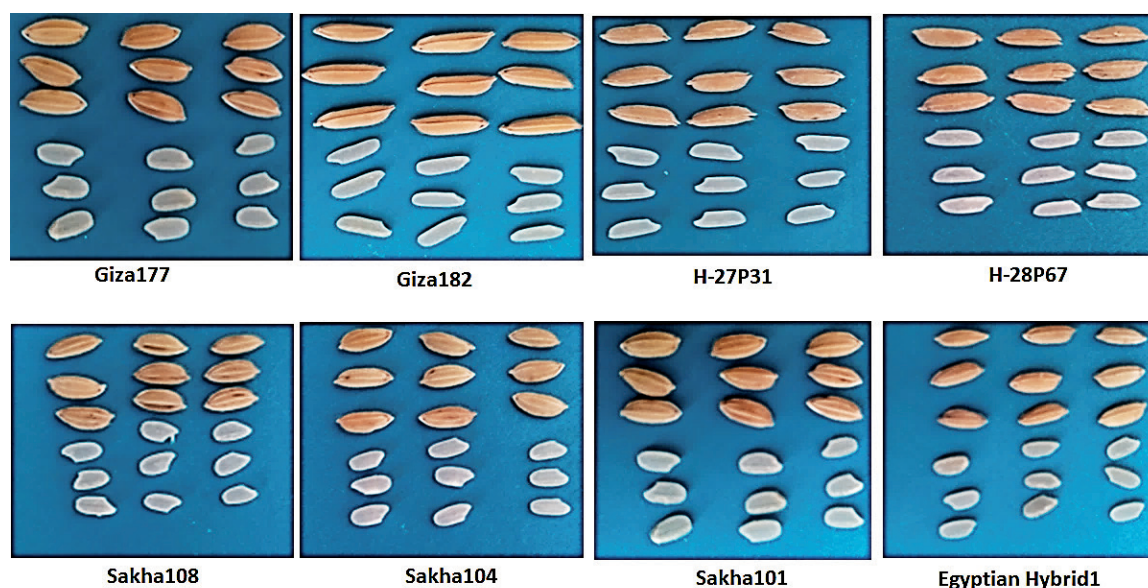 Giza177
Giza182
H-27P31
H-28P67
Sakha108
Sakha104
Sakha101
Egyptian Hybrid1